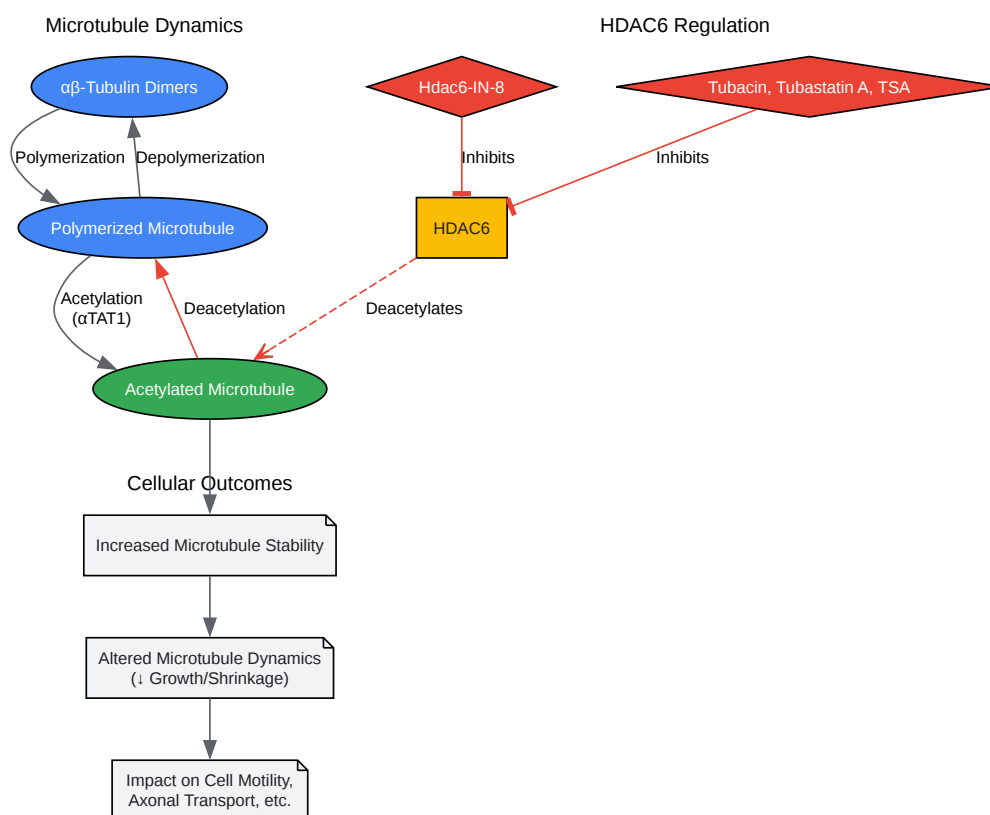 Microtubule Dynamics
HDAC6 Regulation
αβ-Tubulin Dimers
Hdac6-IN-8
Tubacin, Tubastatin A, TSA
Polymerization
Depolymerization
Inhibits
Inhibits
Polymerized Microtubule
HDAC6
Acetylation
(αTAT1)
Deacetylation
Deacetylates
Acetylated Microtubule
Cellular Outcomes
Increased Microtubule Stability
Altered Microtubule Dynamics
(↓ Growth/Shrinkage)
Impact on Cell Motility,
Axonal Transport, etc.